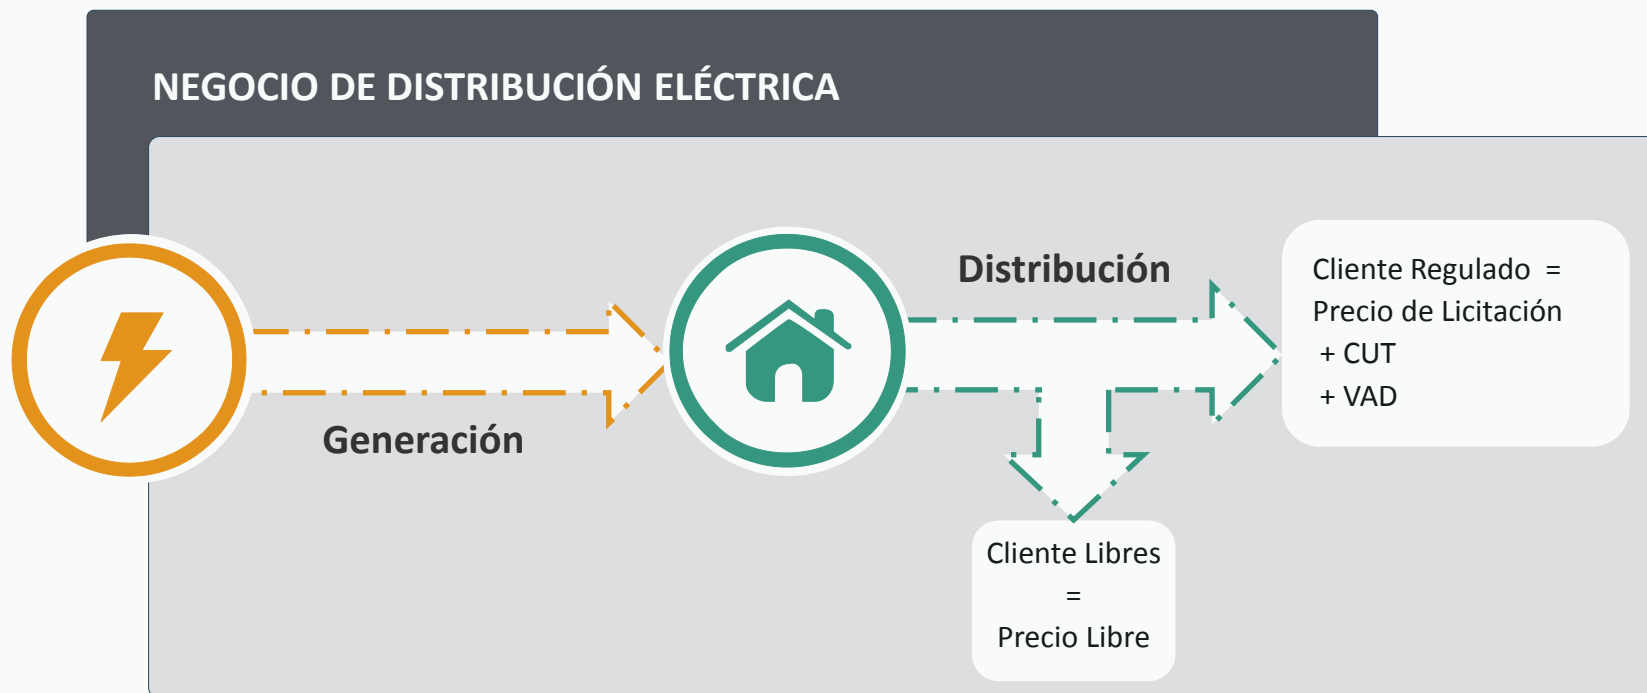 NEGOCIO DE DISTRIBUCIÓN ELÉCTRICA
Generación
Distribución
Cliente Regulado =
Precio de Licitación
+ CUT
+ VAD
Cliente Libres
=
Precio Libre